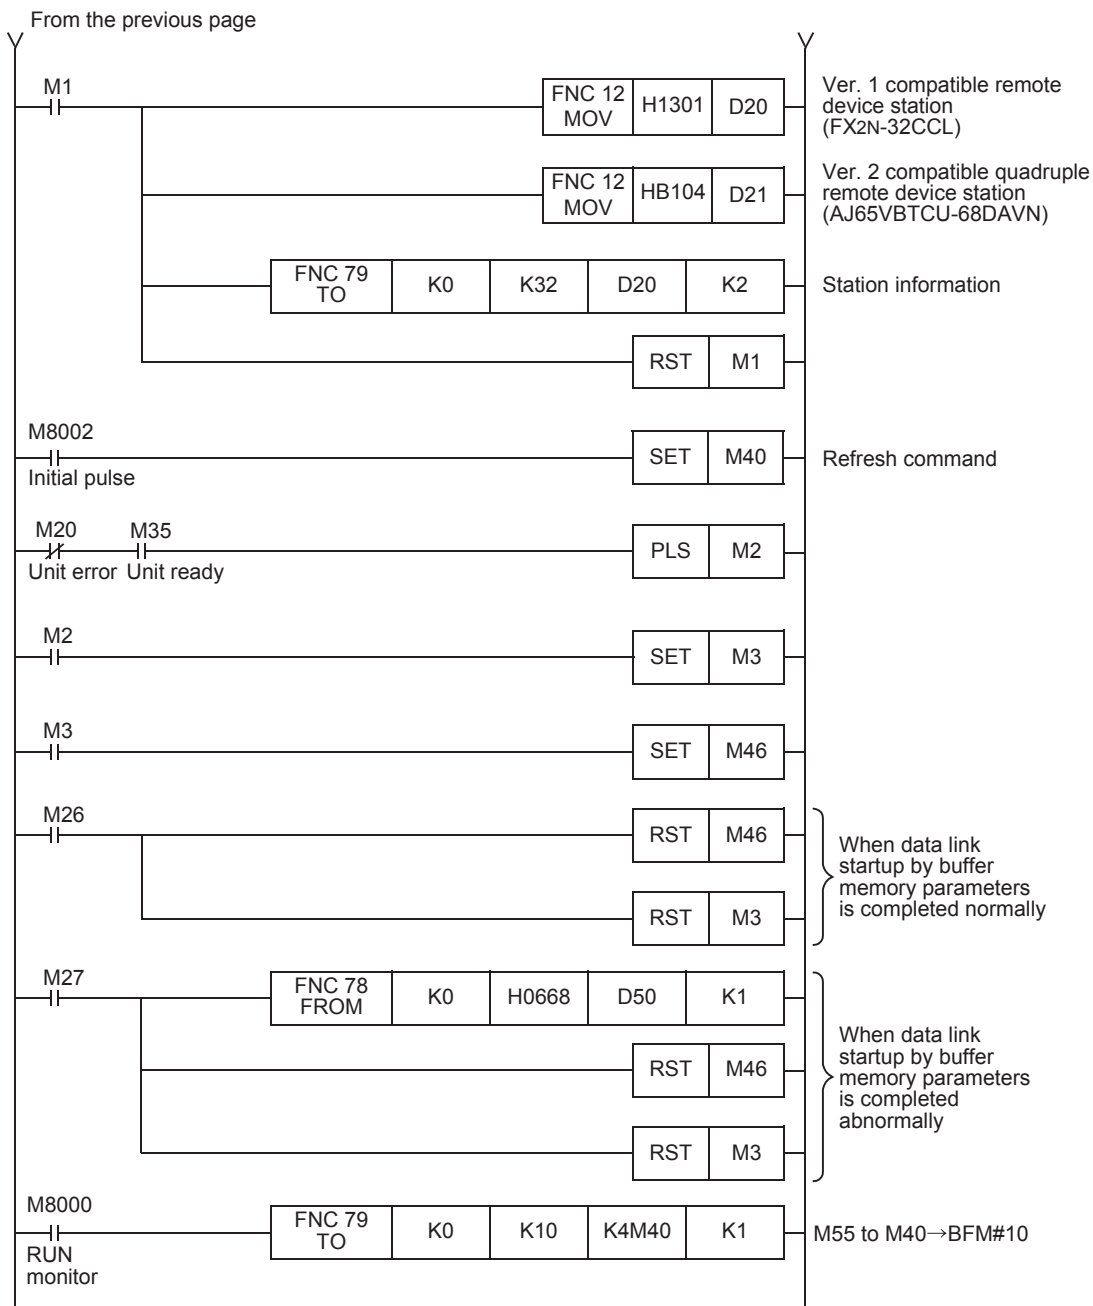 From the previous page
M1
FNC 12 MOV H1301 D20
Ver. 1 compatible remote
device station
(FX2N-32CCL)
FNC 12 MOV HB104 D21
Ver. 2 compatible quadruple
remote device station
(AJ65VBTCU-68DAVN)
FNC 79 TO K0 K32 D20 K2
Station information
RST M1
M8002
Initial pulse
SET M40
Refresh command
M20 M35
Unit error Unit ready
PLS M2
M2
SET M3
M3
SET M46
M26
RST M46
RST M3
When data link
startup by buffer
memory parameters
is completed normally
M27
FNC 78 FROM K0 H0668 D50 K1
RST M46
RST M3
When data link
startup by buffer
memory parameters
is completed
abnormally
M8000
RUN
monitor
FNC 79 TO K0 K10 K4M40 K1
M55 to M40→BFM#10